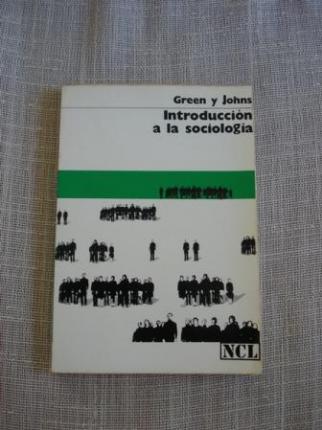 Green y Johns
Introducción
a la sociología
NCL